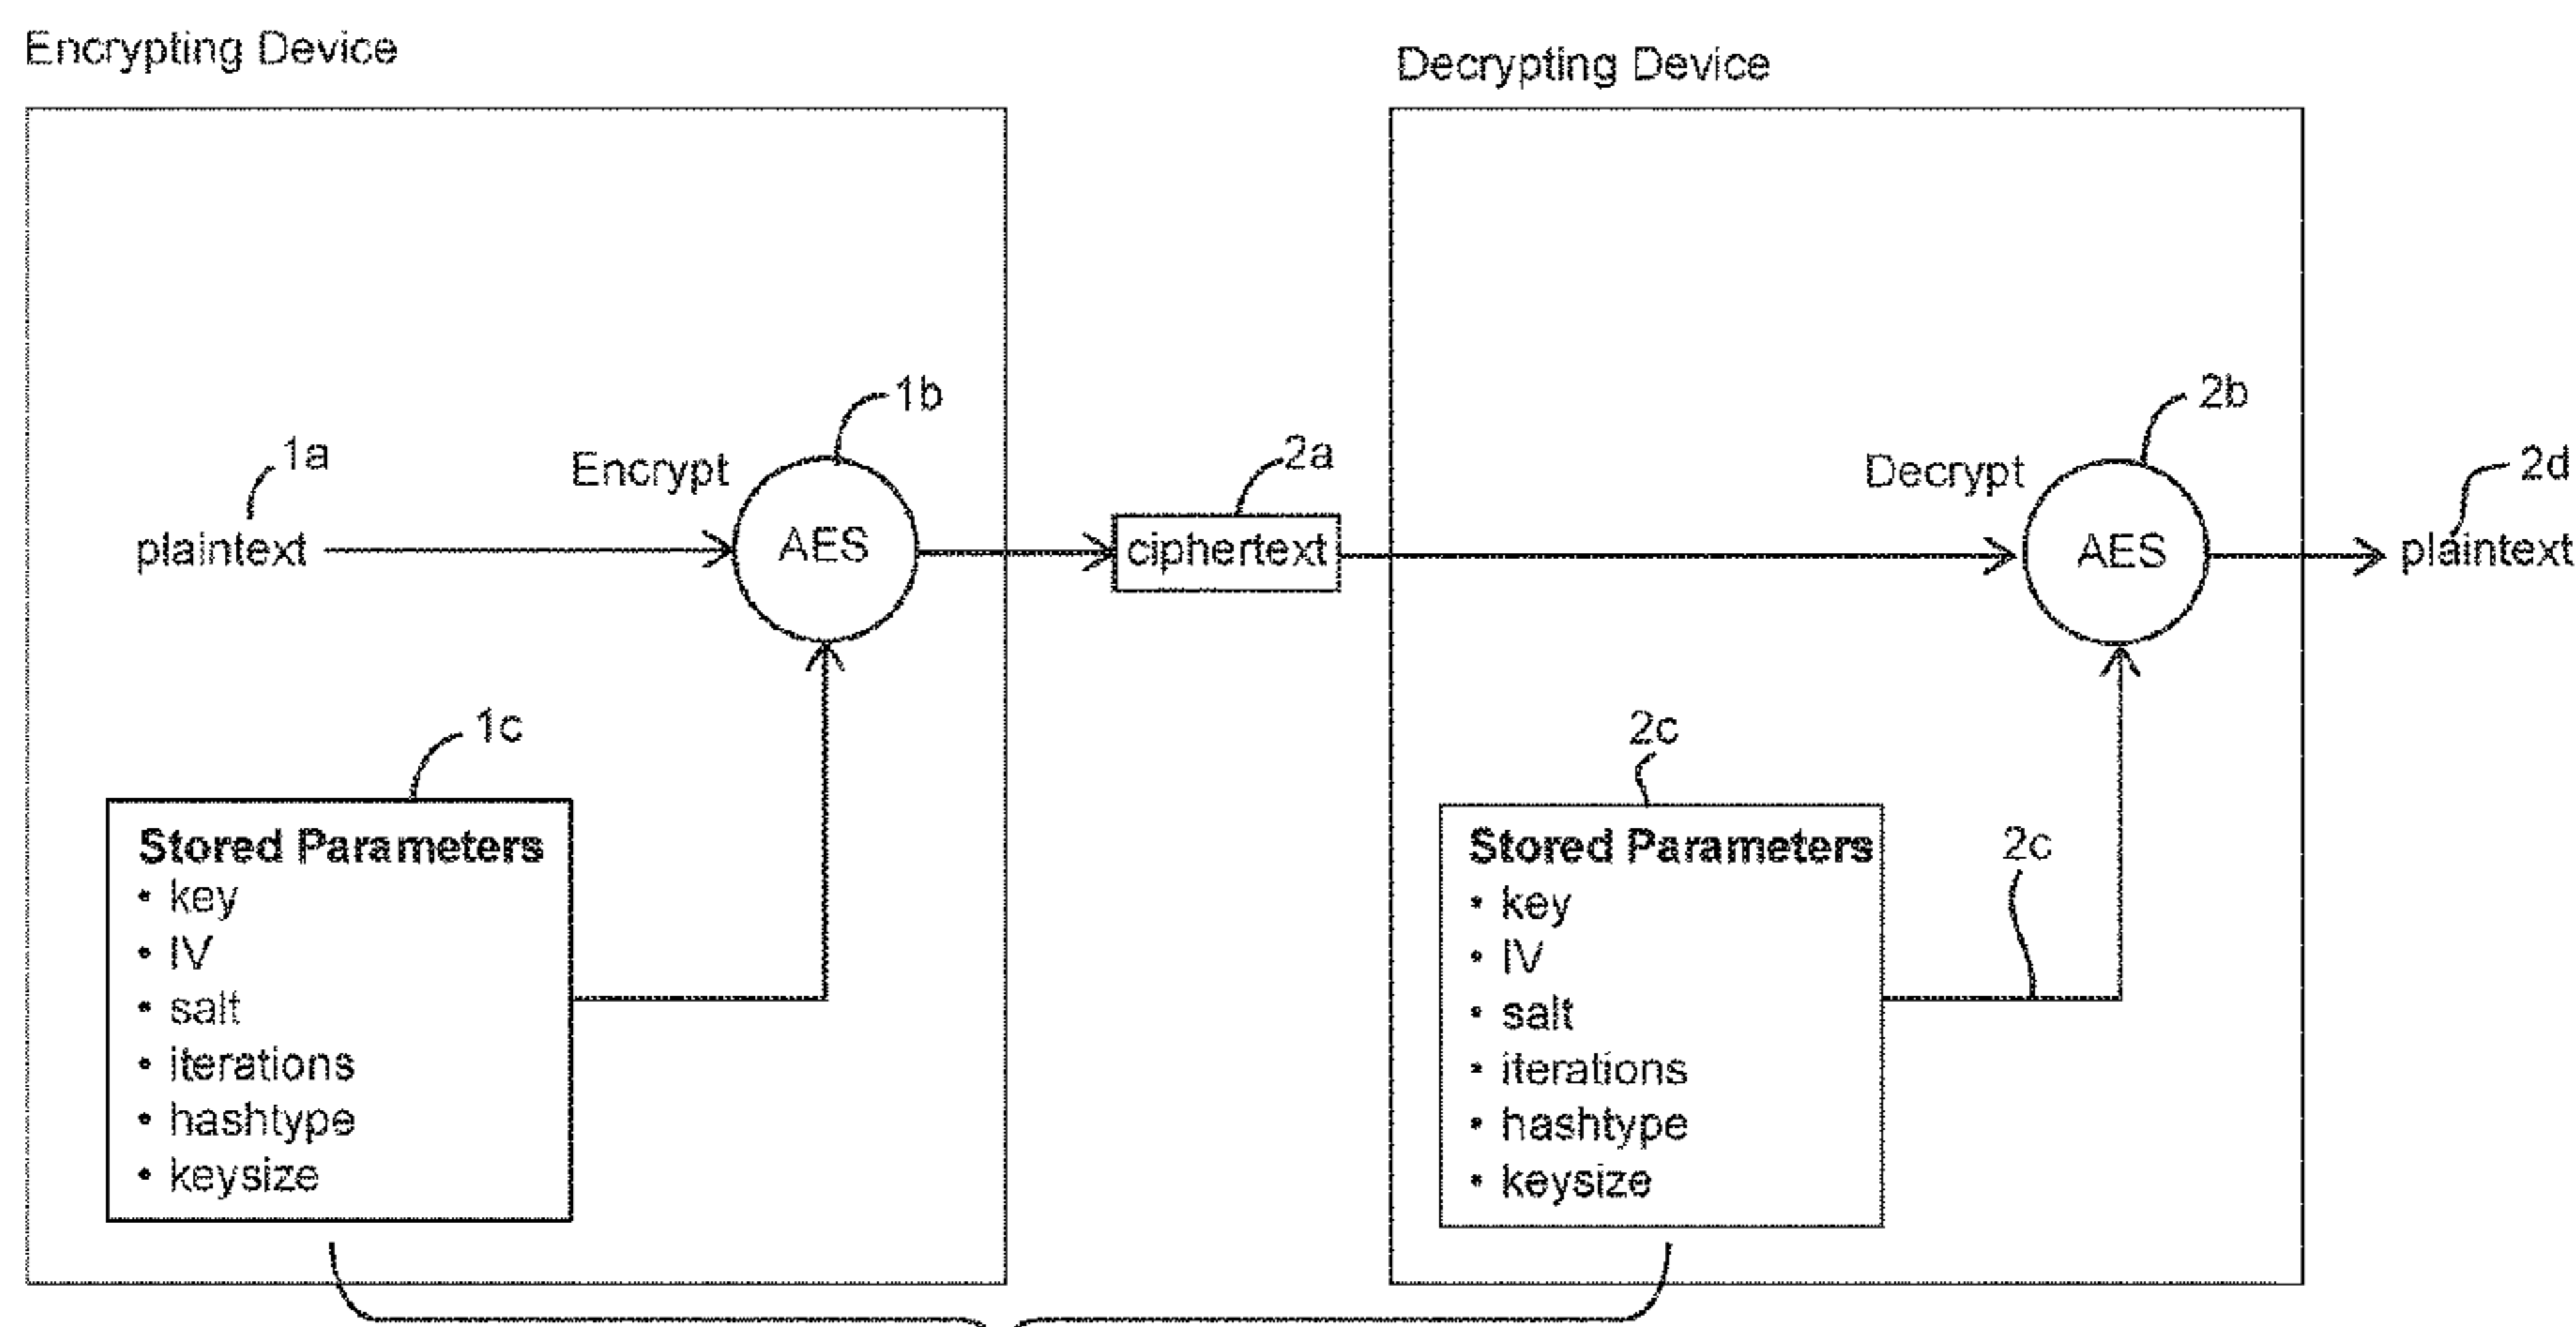 Encrypting Device
1a
plaintext
Encrypt
1b
AES
1c
Stored Parameters
• key
• IV
• salt
• iterations
• hashtype
• keysize
2a
ciphertext
Decrypting Device
Decrypt
2b
AES
2d
plaintext
2c
Stored Parameters
• key
• IV
• salt
• iterations
• hashtype
• keysize
2c